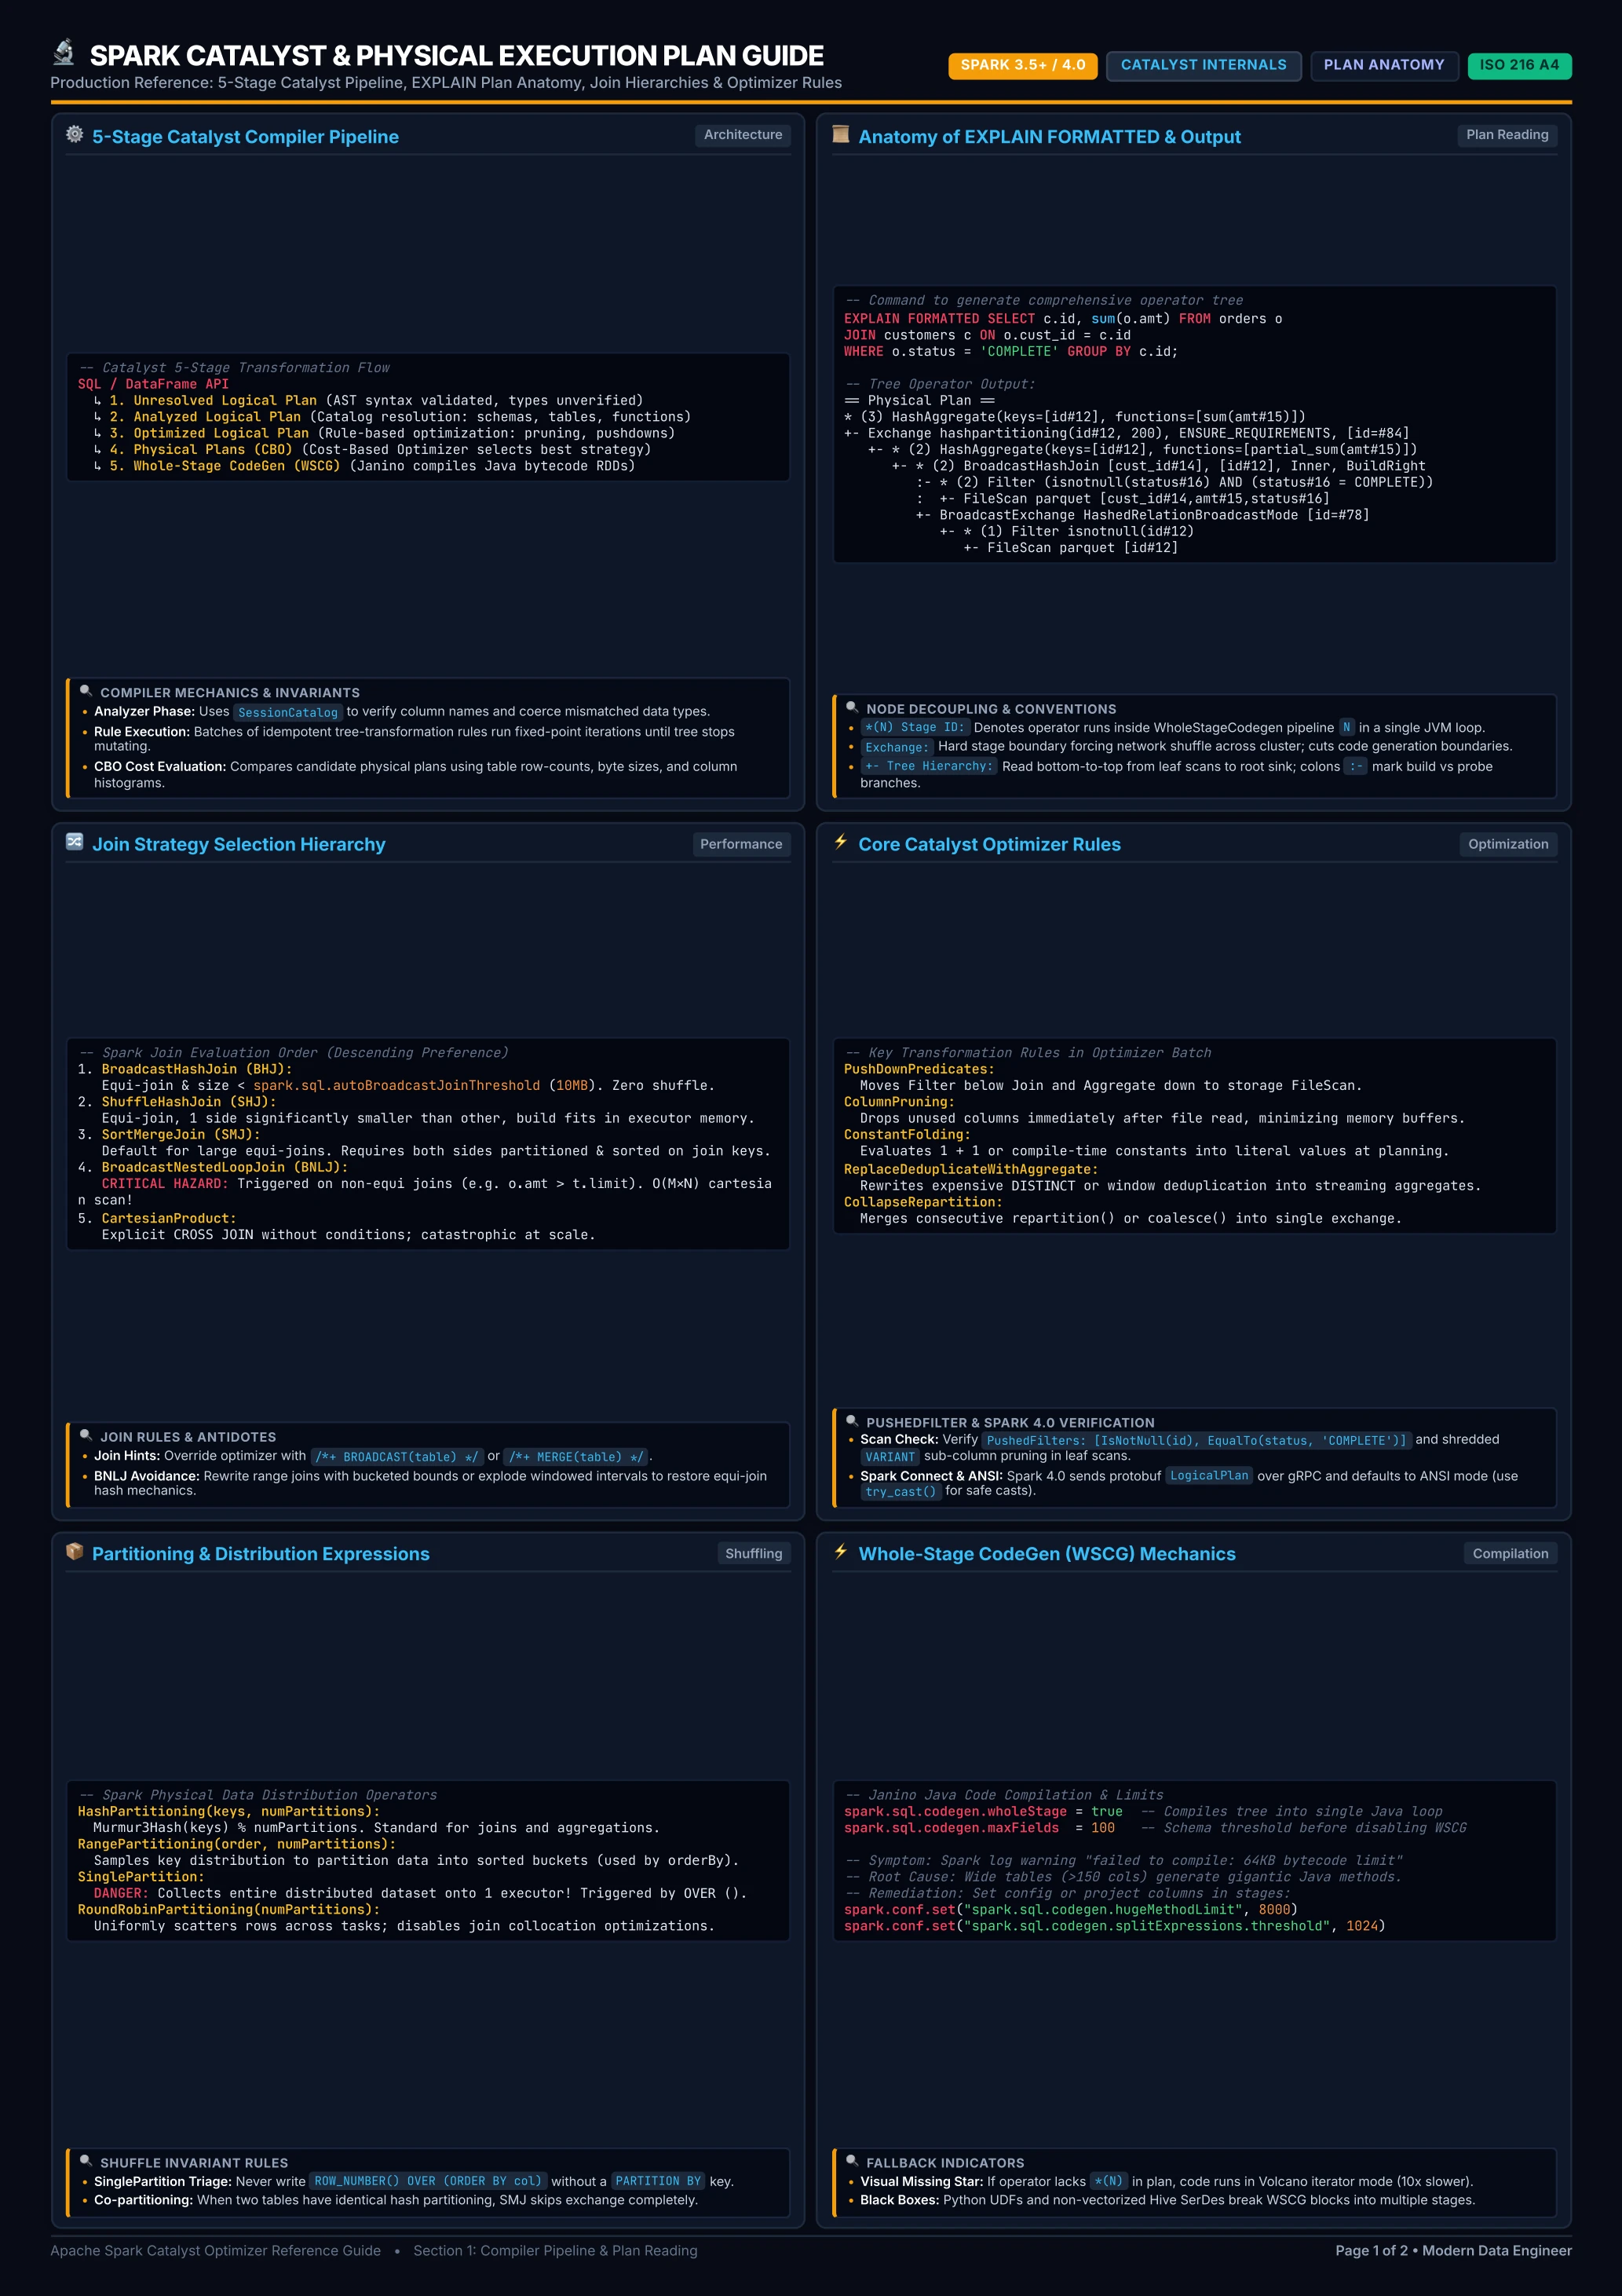 SPARK CATALYST & PHYSICAL EXECUTION PLAN GUIDE
Production Reference: 5-Stage Catalyst Pipeline, EXPLAIN Plan Anatomy, Join Hierarchies & Optimizer Rules
SPARK 3.5+ / 4.0
CATALYST INTERNALS
PLAN ANATOMY
ISO 216 A4
5-Stage Catalyst Compiler Pipeline
Architecture
-- Catalyst 5-Stage Transformation Flow
SQL / DataFrame API
↳ 1. Unresolved Logical Plan (AST syntax validated, types unverified)
↳ 2. Analyzed Logical Plan (Catalog resolution: schemas, tables, functions)
↳ 3. Optimized Logical Plan (Rule-based optimization: pruning, pushdowns)
↳ 4. Physical Plans (CBO) (Cost-Based Optimizer selects best strategy)
↳ 5. Whole-Stage CodeGen (WSCG) (Janino compiles Java bytecode RDDs)
COMPILER MECHANICS & INVARIANTS
• Analyzer Phase: Uses SessionCatalog to verify column names and coerce mismatched data types.
• Rule Execution: Batches of idempotent tree-transformation rules run fixed-point iterations until tree stops
mutating.
• CBO Cost Evaluation: Compares candidate physical plans using table row-counts, byte sizes, and column
histograms.
Anatomy of EXPLAIN FORMATTED & Output
Plan Reading
-- Command to generate comprehensive operator tree
EXPLAIN FORMATTED SELECT c.id, sum(o.amt) FROM orders o
JOIN customers c ON o.cust_id = c.id
WHERE o.status = 'COMPLETE' GROUP BY c.id;
-- Tree Operator Output:
== Physical Plan ==
* (3) HashAggregate(keys=[id#12], functions=[sum(amt#15)])
+- Exchange hashpartitioning(id#12, 200), ENSURE_REQUIREMENTS, [id=#84]
+- * (2) HashAggregate(keys=[id#12], functions=[partial_sum(amt#15)])
+- * (2) BroadcastHashJoin [cust_id#14], [id#12], Inner, BuildRight
:- * (2) Filter (isnotnull(status#16) AND (status#16 = COMPLETE))
:  +- FileScan parquet [cust_id#14,amt#15,status#16]
+- BroadcastExchange HashedRelationBroadcastMode [id=#78]
+- * (1) Filter isnotnull(id#12)
+- FileScan parquet [id#12]
NODE DECOUPLING & CONVENTIONS
• *(N) Stage ID: Denotes operator runs inside WholeStageCodegen pipeline N in a single JVM loop.
• Exchange: Hard stage boundary forcing network shuffle across cluster; cuts code generation boundaries.
• +- Tree Hierarchy: Read bottom-to-top from leaf scans to root sink; colons :- mark build vs probe
branches.
Join Strategy Selection Hierarchy
Performance
-- Spark Join Evaluation Order (Descending Preference)
1. BroadcastHashJoin (BHJ):
Equi-join & size < spark.sql.autoBroadcastJoinThreshold (10MB). Zero shuffle.
2. ShuffleHashJoin (SHJ):
Equi-join, 1 side significantly smaller than other, build fits in executor memory.
3. SortMergeJoin (SMJ):
Default for large equi-joins. Requires both sides partitioned & sorted on join keys.
4. BroadcastNestedLoopJoin (BNLJ):
CRITICAL HAZARD: Triggered on non-equi joins (e.g. o.amt > t.limit). O(M×N) cartesia
n scan!
5. CartesianProduct:
Explicit CROSS JOIN without conditions; catastrophic at scale.
JOIN RULES & ANTIDOTES
• Join Hints: Override optimizer with /*+ BROADCAST(table) */ or /*+ MERGE(table) */.
• BNLJ Avoidance: Rewrite range joins with bucketed bounds or explode windowed intervals to restore equi-join
hash mechanics.
Core Catalyst Optimizer Rules
Optimization
-- Key Transformation Rules in Optimizer Batch
PushDownPredicates:
Moves Filter below Join and Aggregate down to storage FileScan.
ColumnPruning:
Drops unused columns immediately after file read, minimizing memory buffers.
ConstantFolding:
Evaluates 1 + 1 or compile-time constants into literal values at planning.
ReplaceDeduplicateWithAggregate:
Rewrites expensive DISTINCT or window deduplication into streaming aggregates.
CollapseRepartition:
Merges consecutive repartition() or coalesce() into single exchange.
PUSHEDFILTER & SPARK 4.0 VERIFICATION
• Scan Check: Verify PushedFilters: [IsNotNull(id), EqualTo(status, 'COMPLETE')] and shredded
VARIANT sub-column pruning in leaf scans.
• Spark Connect & ANSI: Spark 4.0 sends protobuf LogicalPlan over gRPC and defaults to ANSI mode (use
try_cast() for safe casts).
Partitioning & Distribution Expressions
Shuffling
-- Spark Physical Data Distribution Operators
HashPartitioning(keys, numPartitions):
Murmur3Hash(keys) % numPartitions. Standard for joins and aggregations.
RangePartitioning(order, numPartitions):
Samples key distribution to partition data into sorted buckets (used by orderBy).
SinglePartition:
DANGER: Collects entire distributed dataset onto 1 executor! Triggered by OVER ().
RoundRobinPartitioning(numPartitions):
Uniformly scatters rows across tasks; disables join collocation optimizations.
SHUFFLE INVARIANT RULES
• SinglePartition Triage: Never write ROW_NUMBER() OVER (ORDER BY col) without a PARTITION BY key.
• Co-partitioning: When two tables have identical hash partitioning, SMJ skips exchange completely.
Whole-Stage CodeGen (WSCG) Mechanics
Compilation
-- Janino Java Code Compilation & Limits
spark.sql.codegen.wholeStage = true  -- Compiles tree into single Java loop
spark.sql.codegen.maxFields  = 100   -- Schema threshold before disabling WSCG
-- Symptom: Spark log warning "failed to compile: 64KB bytecode limit"
-- Root Cause: Wide tables (>150 cols) generate gigantic Java methods.
-- Remediation: Set config or project columns in stages:
spark.conf.set("spark.sql.codegen.hugeMethodLimit", 8000)
spark.conf.set("spark.sql.codegen.splitExpressions.threshold", 1024)
FALLBACK INDICATORS
• Visual Missing Star: If operator lacks *(N) in plan, code runs in Volcano iterator mode (10x slower).
• Black Boxes: Python UDFs and non-vectorized Hive SerDes break WSCG blocks into multiple stages.
Apache Spark Catalyst Optimizer Reference Guide • Section 1: Compiler Pipeline & Plan Reading
Page 1 of 2 • Modern Data Engineer